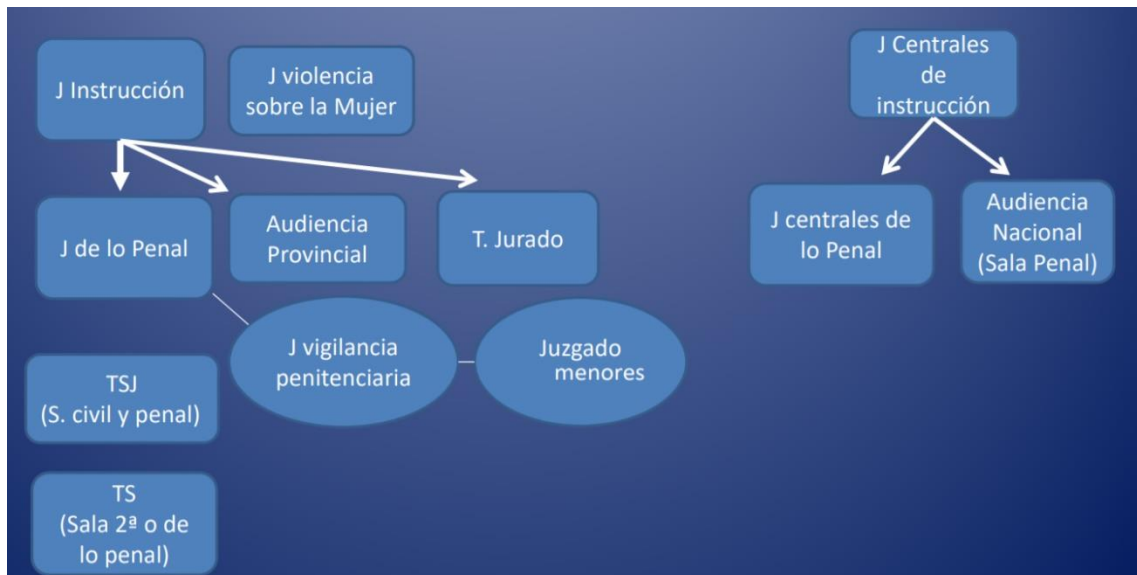 J Instrucción
J violencia
sobre la Mujer
J Centrales
de
instrucción
J de lo Penal
Audiencia
Provincial
T. Jurado
J centrales de
lo Penal
Audiencia
Nacional
(Sala Penal)
J vigilancia
penitenciaria
Juzgado
menores
TSJ
(S. civil y penal)
TS
(Sala 2ª o de
lo penal)